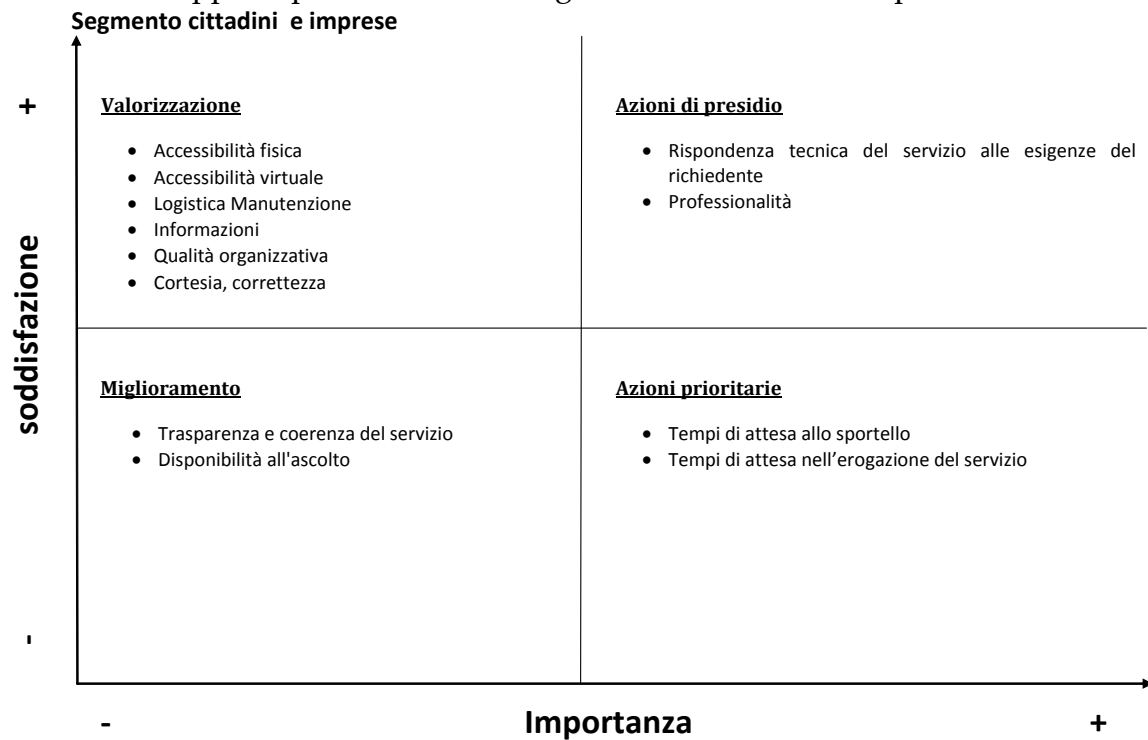 Segmento cittadini e imprese
+
Valorizzazione
• Accessibilità fisica
• Accessibilità virtuale
• Logistica Manutenzione
• Informazioni
• Qualità organizzativa
• Cortesia, correttezza
Azioni di presidio
• Rispondenza tecnica del servizio alle esigenze del
richiedente
• Professionalità
soddisfazione
Miglioramento
• Trasparenza e coerenza del servizio
• Disponibilità all'ascolto
Azioni prioritarie
• Tempi di attesa allo sportello
• Tempi di attesa nell’erogazione del servizio
-
-
Importanza
+